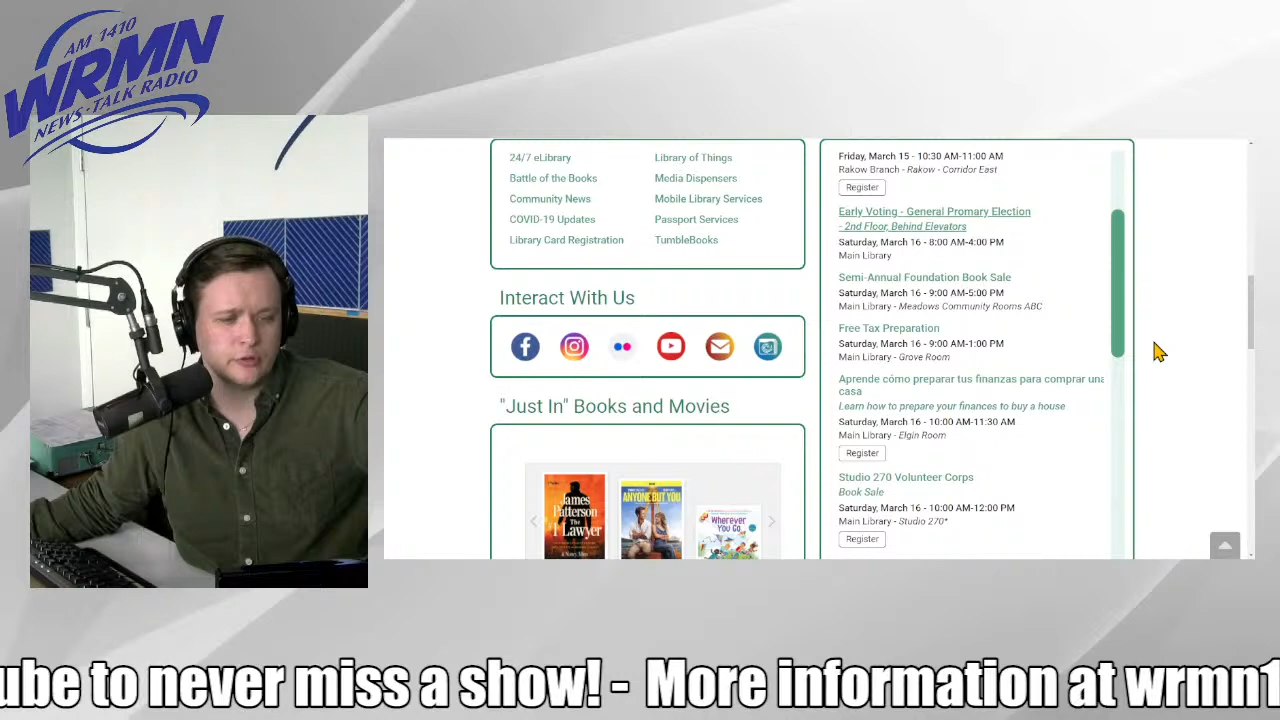 AM 1410
WRMN
NEWS-TALK RADIO
24/7 eLibrary
Battle of the Books
Community News
COVID-19 Updates
Library Card Registration
Library of Things
Media Dispensers
Mobile Library Services
Passport Services
TumbleBooks
Interact With Us
"Just In" Books and Movies
James
Patterson
The
#1 Lawyer
ANYONE BUT YOU
Wherever
You Go
Friday, March 15 - 10:30 AM-11:00 AM
Rakow Branch - Rakow - Corridor East
Register
Early Voting - General Promary Election
- 2nd Floor, Behind Elevators
Saturday, March 16 - 8:00 AM-4:00 PM
Main Library
Semi-Annual Foundation Book Sale
Saturday, March 16 - 9:00 AM-5:00 PM
Main Library - Meadows Community Rooms ABC
Free Tax Preparation
Saturday, March 16 - 9:00 AM-1:00 PM
Main Library - Grove Room
Aprende cómo preparar tus finanzas para comprar una
casa
Learn how to prepare your finances to buy a house
Saturday, March 16 - 10:00 AM-11:30 AM
Main Library - Elgin Room
Register
Studio 270 Volunteer Corps
Book Sale
Saturday, March 16 - 10:00 AM-12:00 PM
Main Library - Studio 270*
Register
ube to never miss a show! - More information at wrmn1